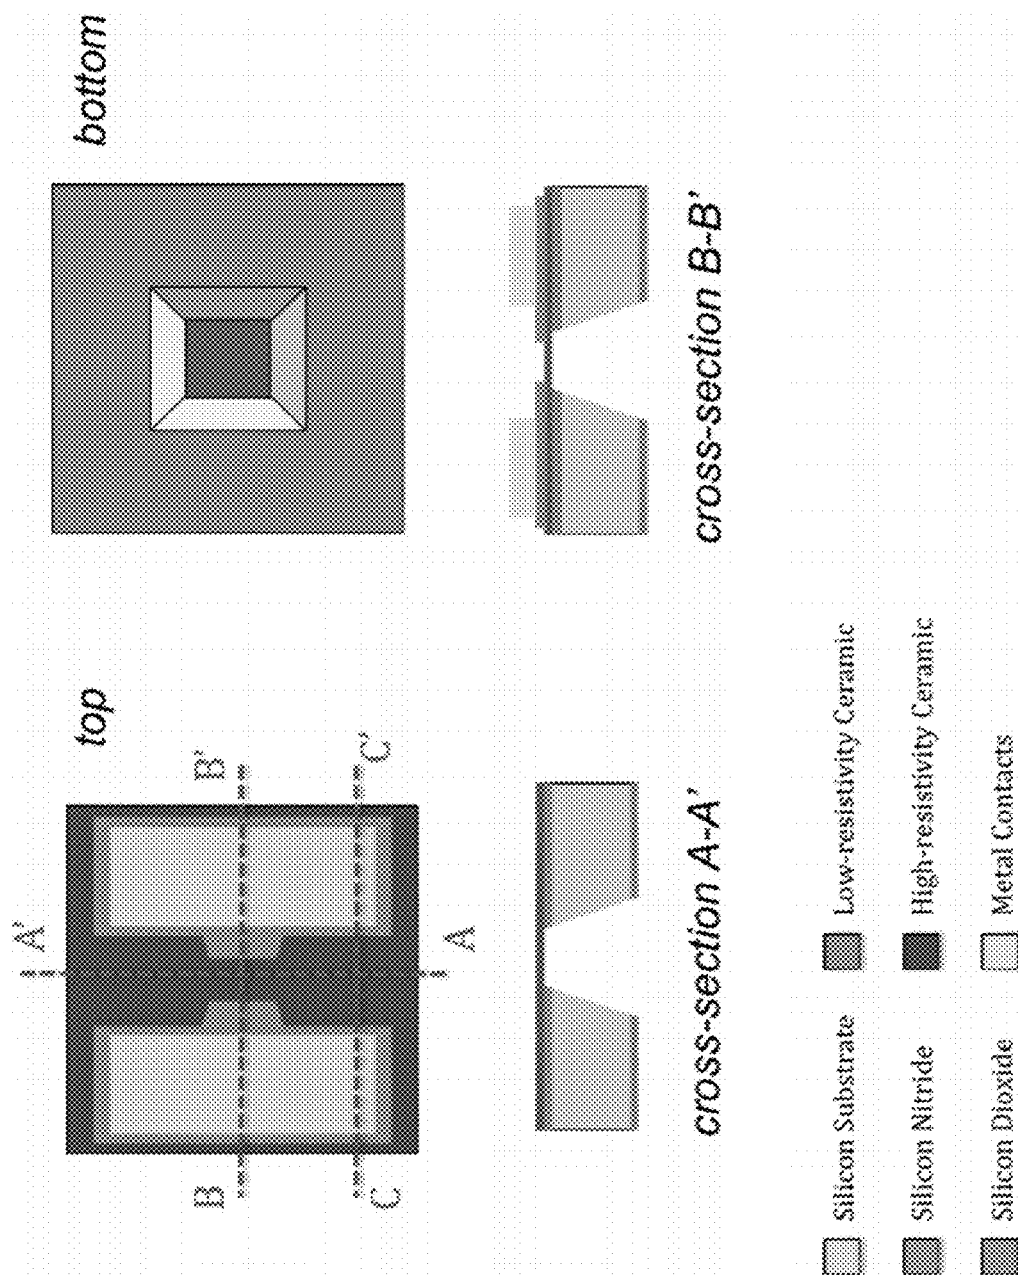 top
bottom
A'
A
B
B'
C
C'
cross-section A-A'
cross-section B-B'
Silicon Substrate
Low-resistivity Ceramic
Silicon Nitride
High-resistivity Ceramic
Silicon Dioxide
Metal Contacts